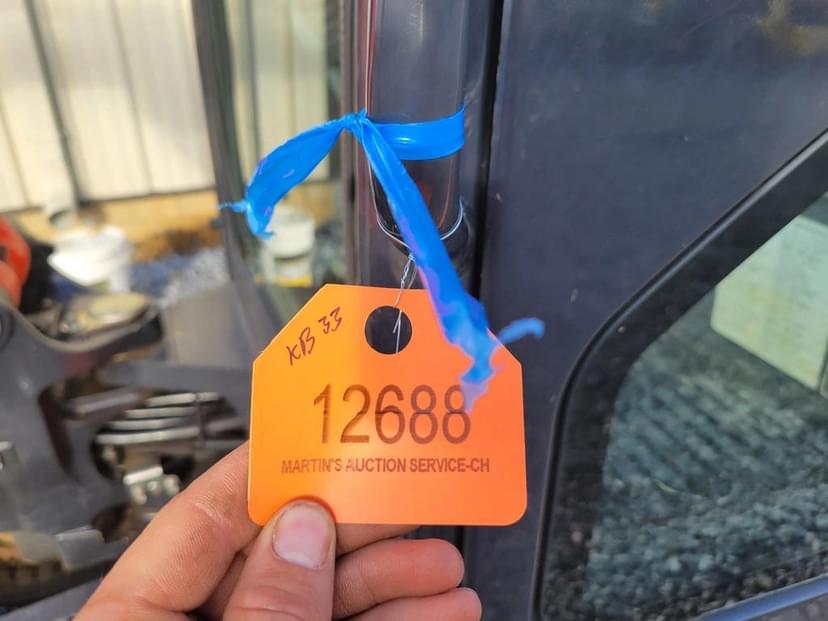 KB 33
12688
MARTIN'S AUCTION SERVICE-CH